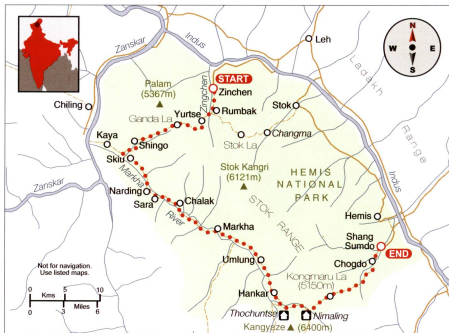 Zanskar
Indus
Leh
N
W
E
S
Ladakh
Range
Palam
(5367m)
START
Zinchen
Zingchen
Chiling
Ganda La
Yurtse
Rumbak
Stok
Changma
Stok La
Kaya
Shingo
Skiu
Stok Kangri
(6121m)
HEMIS
NATIONAL
PARK
Indus
Zanskar
Markha
River
Narding
Sara
Chalak
STOK RANGE
Hemis
Markha
Shang
Sumdo
END
Chogdo
Umlung
Kongmaru La
(5150m)
Not for navigation.
Use listed maps.
0 5 10
Kms
0 3 6
Miles
Hankar
Thochuntse
Nimaling
Kangyeze
(6400m)